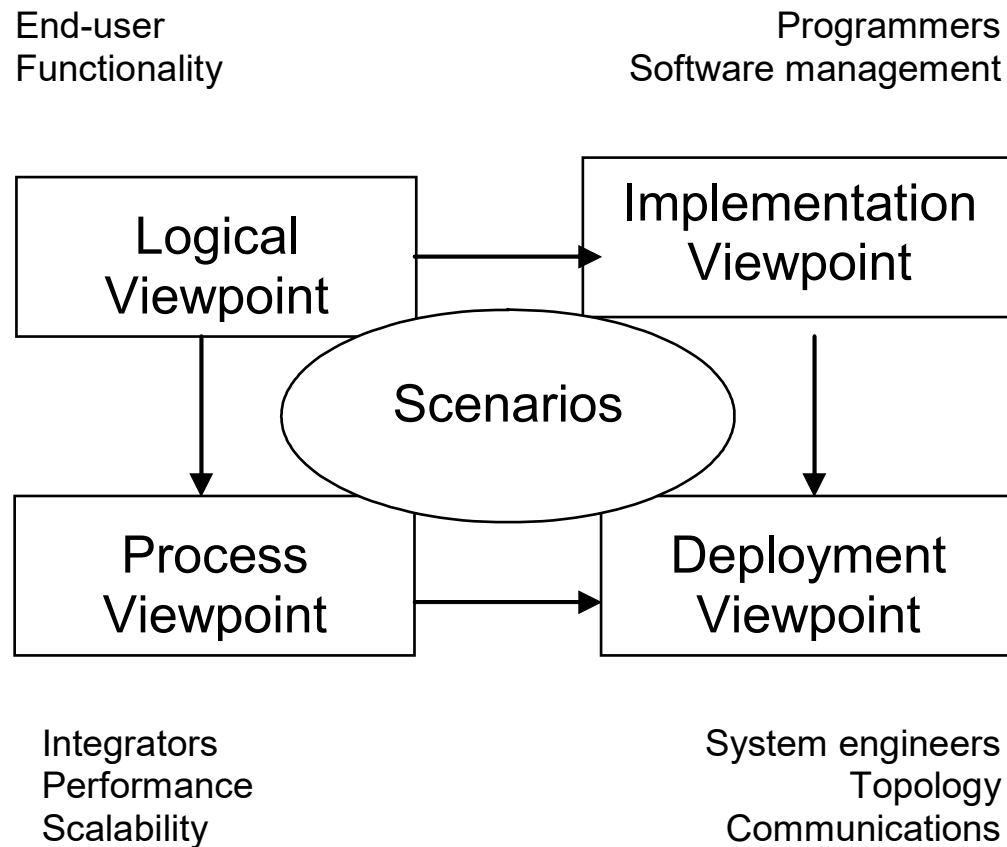 End-user
Functionality
Programmers
Software management
Logical
Viewpoint
Implementation
Viewpoint
Scenarios
Process
Viewpoint
Deployment
Viewpoint
Integrators
Performance
Scalability
System engineers
Topology
Communications